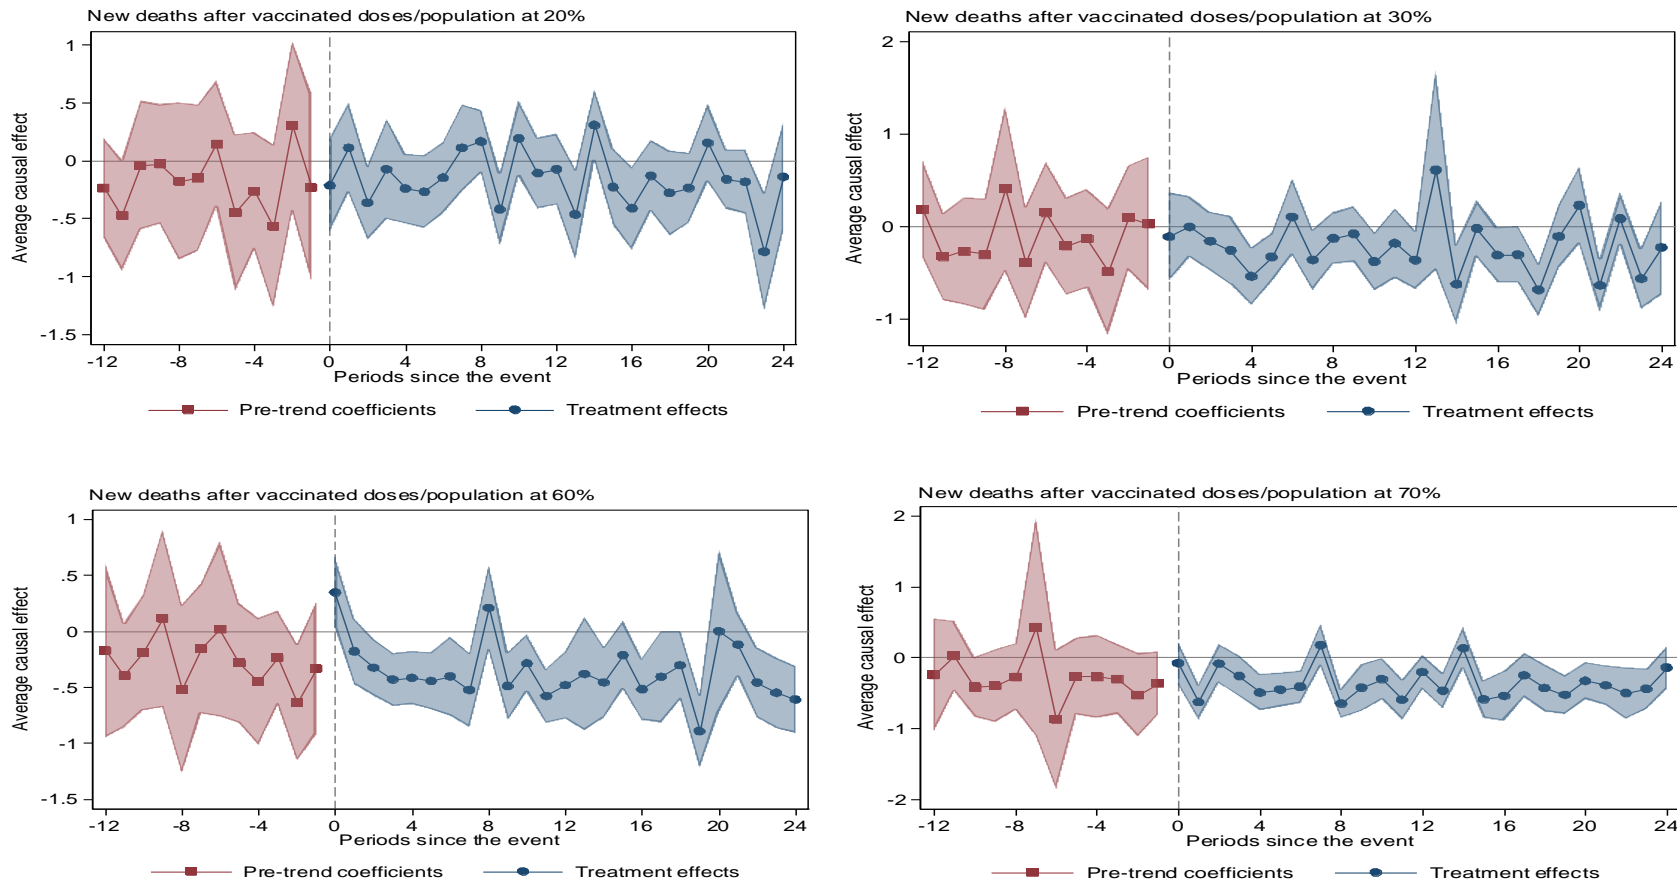 New deaths after vaccinated doses/population at 20%
Average causal effect
1
.5
0
-.5
-1
-1.5
-12 -8 -4 0 4 8 12 16 20 24
Periods since the event
Pre-trend coefficients Treatment effects
New deaths after vaccinated doses/population at 30%
Average causal effect
2
1
0
-1
-12 -8 -4 0 4 8 12 16 20 24
Periods since the event
Pre-trend coefficients Treatment effects
New deaths after vaccinated doses/population at 60%
Average causal effect
1
.5
0
-.5
-1
-1.5
-12 -8 -4 0 4 8 12 16 20 24
Periods since the event
Pre-trend coefficients Treatment effects
New deaths after vaccinated doses/population at 70%
Average causal effect
2
1
0
-1
-2
-12 -8 -4 0 4 8 12 16 20 24
Periods since the event
Pre-trend coefficients Treatment effects